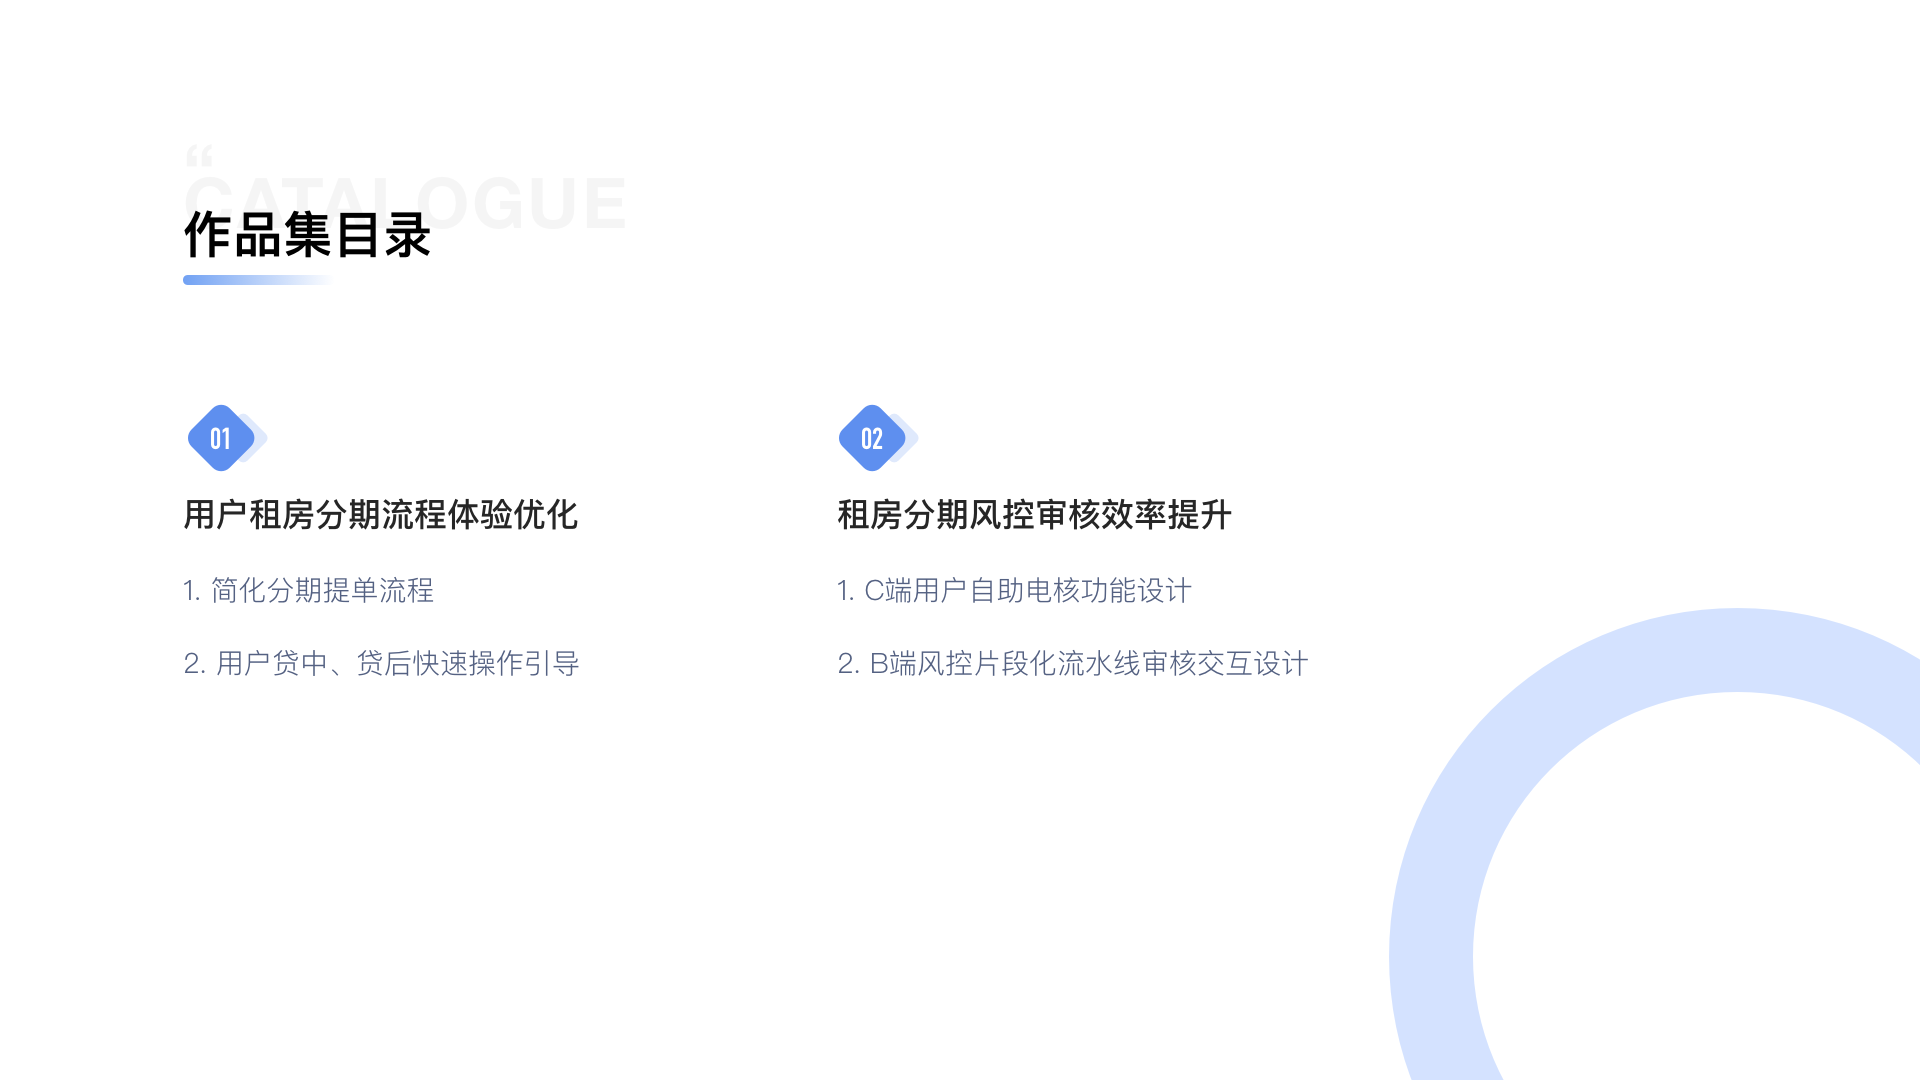 “
CATALOGUE
作品集目录
01
用户租房分期流程体验优化
1. 简化分期提单流程
2. 用户贷中、贷后快速操作引导
02
租房分期风控审核效率提升
1. C端用户自助电核功能设计
2. B端风控片段化流水线审核交互设计